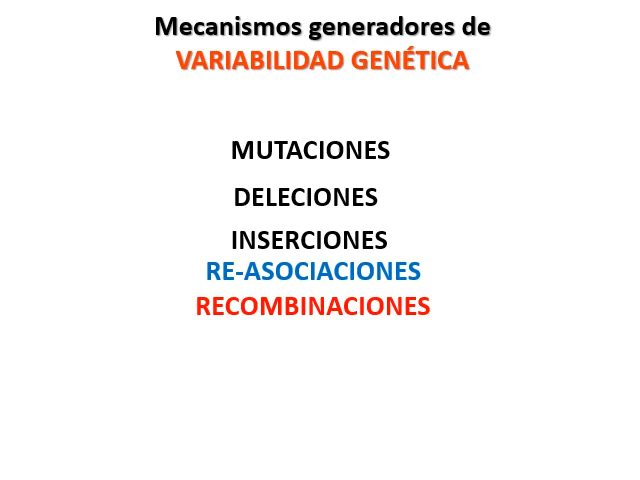 Mecanismos generadores de
VARIABILIDAD GENÉTICA
MUTACIONES
DELECIONES
INSERCIONES
RE-ASOCIACIONES
RECOMBINACIONES